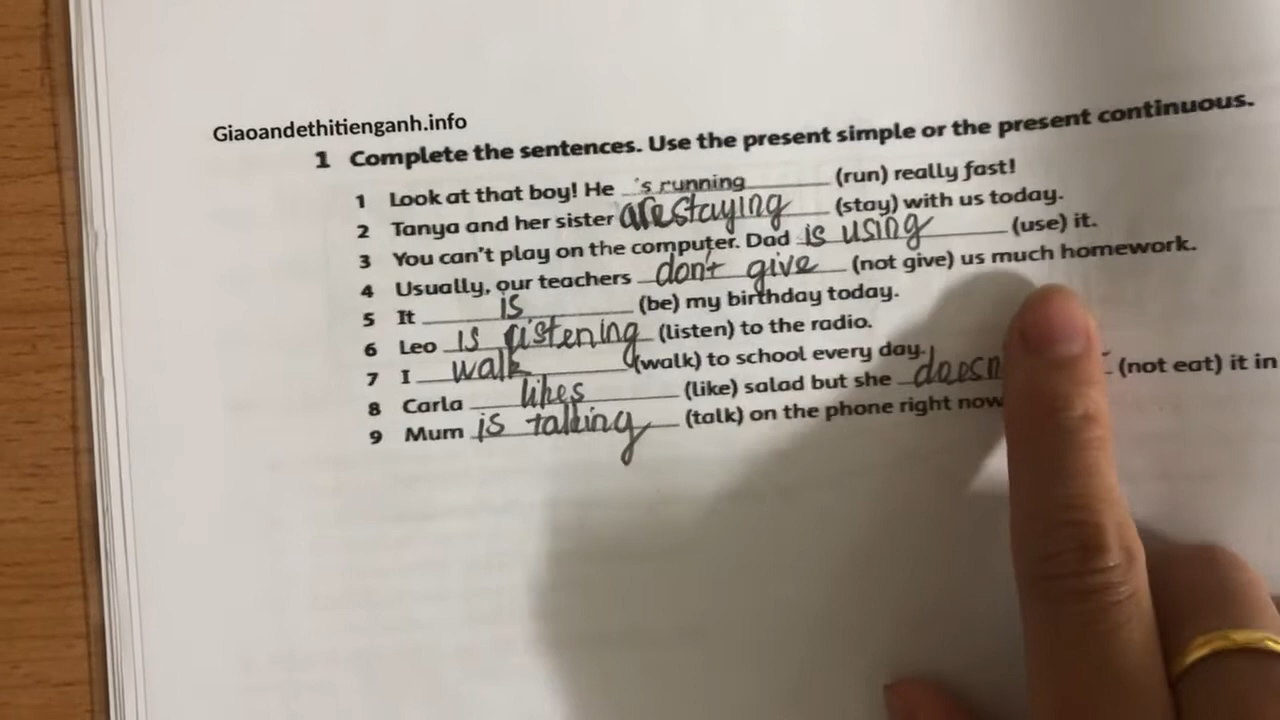 Giaoandethitienganh.info
1 Complete the sentences. Use the present simple or the present continuous.
1 Look at that boy! He 's running (run) really fast!
2 Tanya and her sister are staying (stay) with us today.
3 You can't play on the computer. Dad is using (use) it.
4 Usually, our teachers don't give (not give) us much homework.
5 It is (be) my birthday today.
6 Leo is listening (listen) to the radio.
7 I walk (walk) to school every day.
8 Carla likes (like) salad but she doesn (not eat) it in
9 Mum is talking (talk) on the phone right now